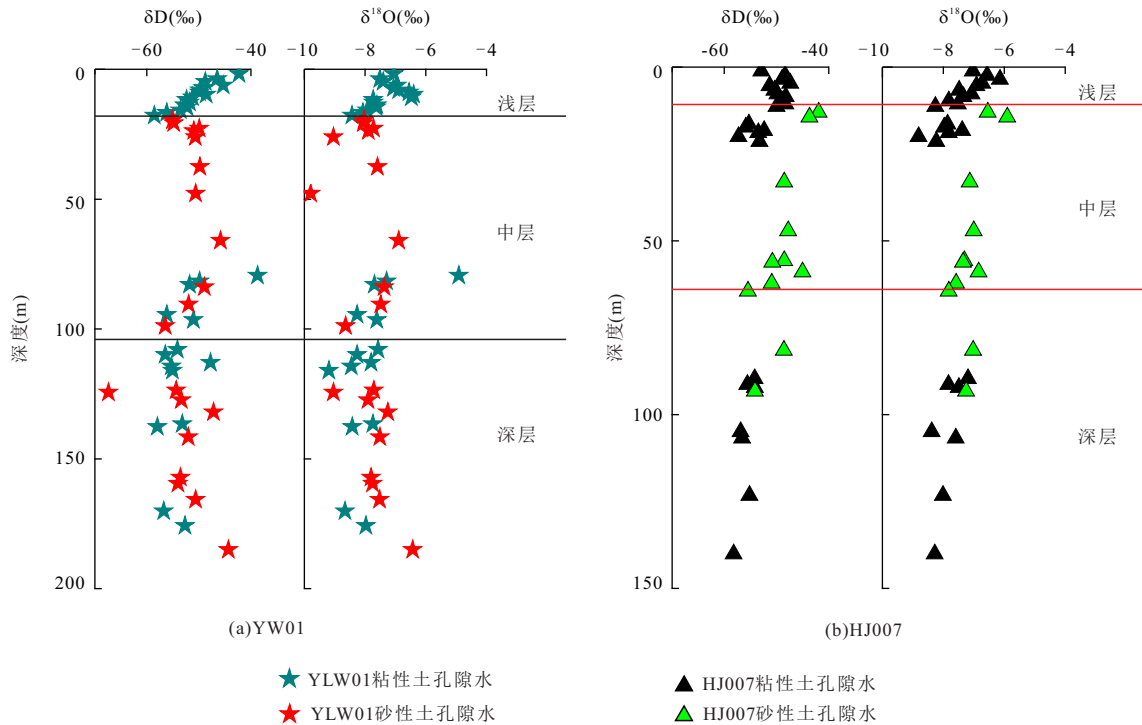 δD(‰) δ¹⁸O(‰) δD(‰) δ¹⁸O(‰)
−60 −40 −10 −8 −6 −4 -60 -40 −10 −8 −6 −4
0 浅层 0 浅层
50 中层 50 中层
100 100
深度(m) 深度(m)
150 深层 150 深层
200
(a)YW01 (b)HJ007
YLW01粘性土孔隙水 HJ007粘性土孔隙水
YLW01砂性土孔隙水 HJ007砂性土孔隙水